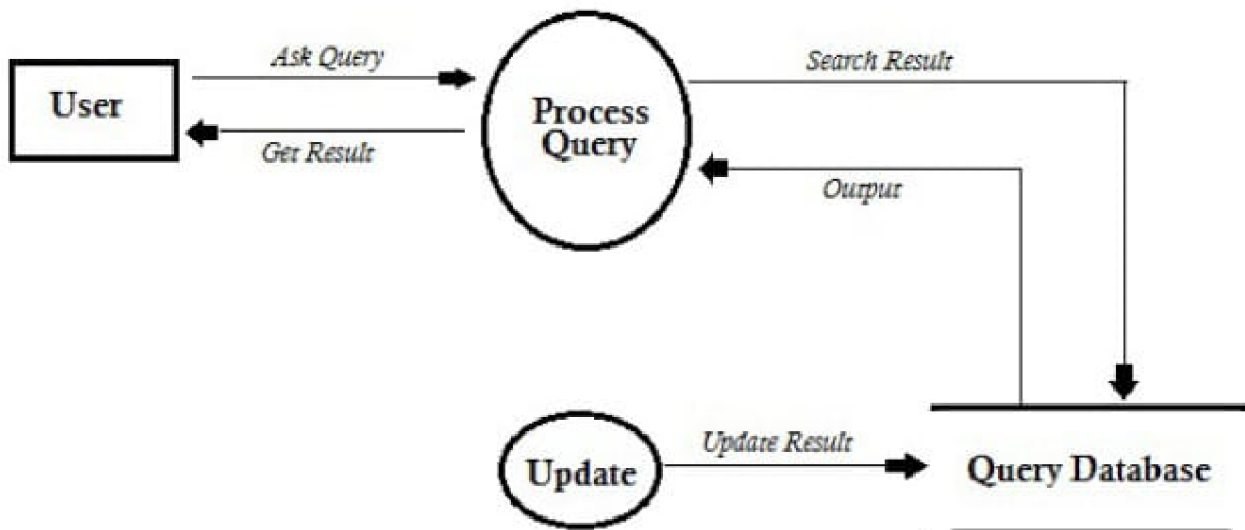 Ask Query
Search Result
User
Process
Query
Get Result
Output
Update Result
Update
Query Database